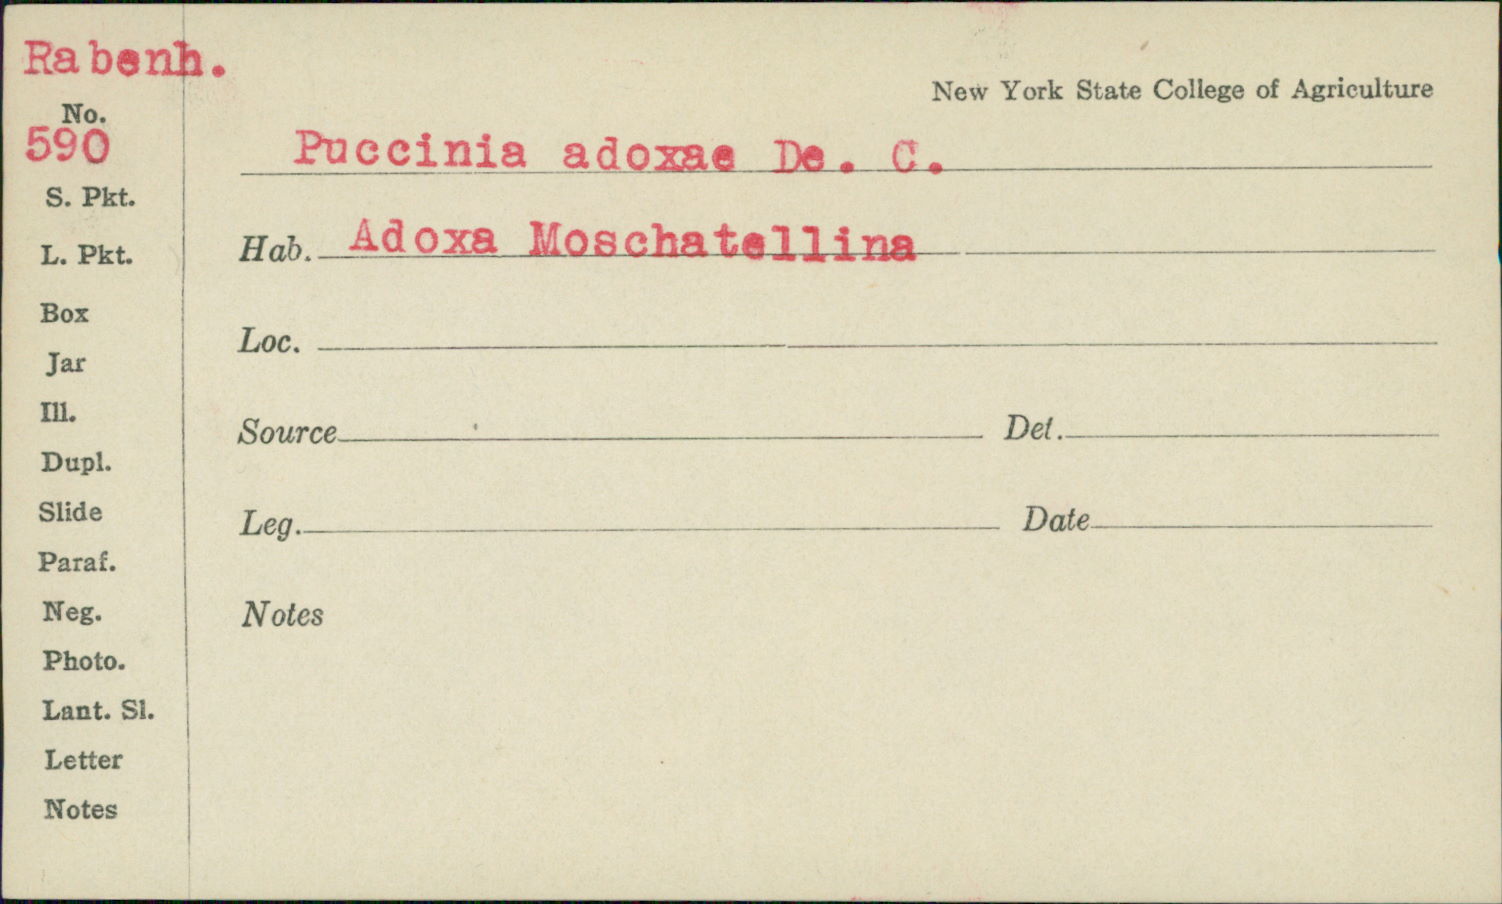 Rabenh.
New York State College of Agriculture
No.
590
Puccinia adoxae De. C.
S. Pkt.
L. Pkt.
Hab. Adoxa Moschatellina
Box
Loc.
Jar
Ill.
Source Det.
Dupl.
Slide
Leg. Date
Paraf.
Neg.
Notes
Photo.
Lant. Sl.
Letter
Notes